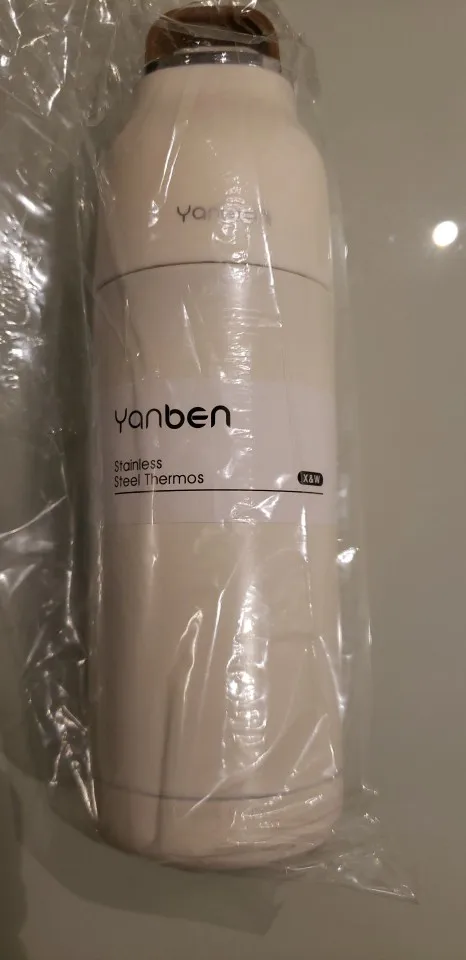 Yanben
Yanben
Stainless
Steel Thermos
X&W